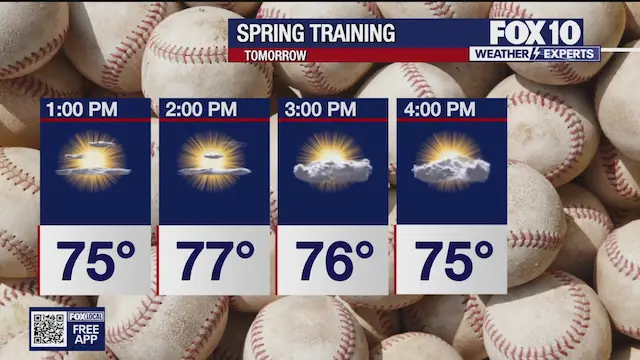 SPRING TRAINING
TOMORROW
FOX 10
WEATHER EXPERTS
1:00 PM
2:00 PM
3:00 PM
4:00 PM
75°
77°
76°
75°
FOX LOCAL
FREE
APP